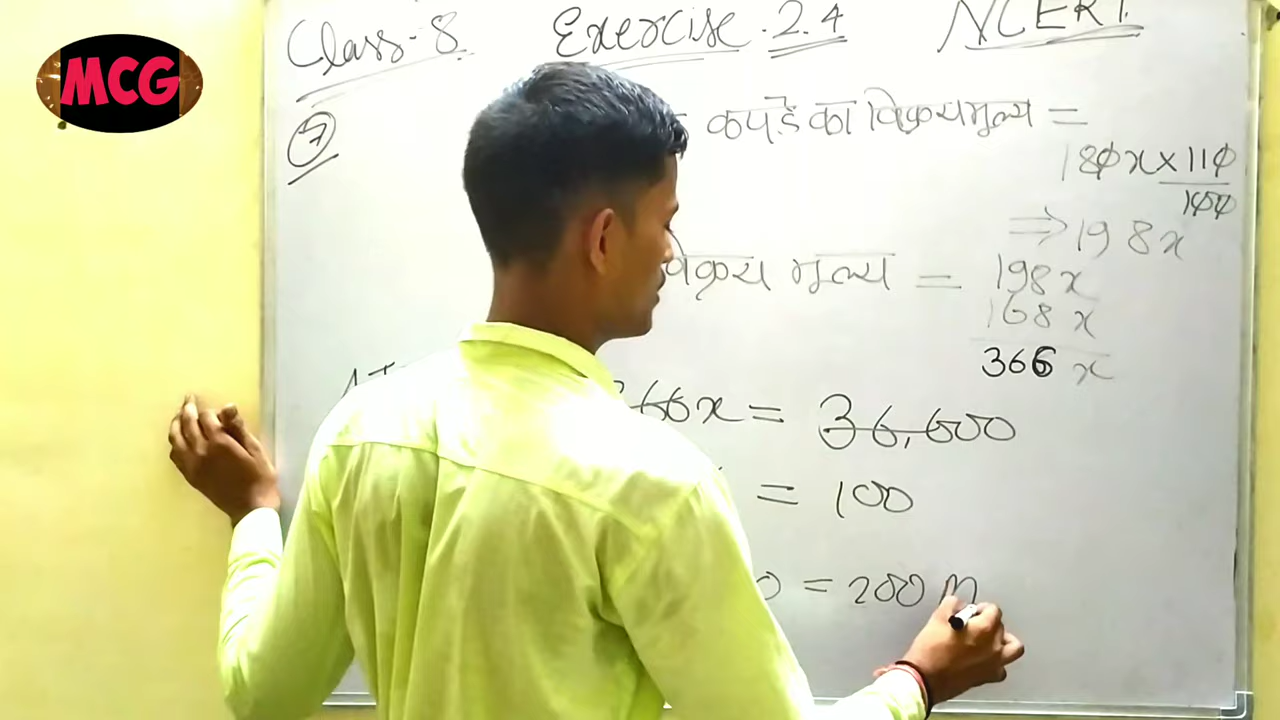 MCG
Class-8 Exercise.2.4 NCERT.
7
कपड़े का विक्रयमूल्य =
180x×110
100
⇒198x
विक्रय मूल्य = 198x
168x
366x
366x = 36,600
= 100
0 = 200 m